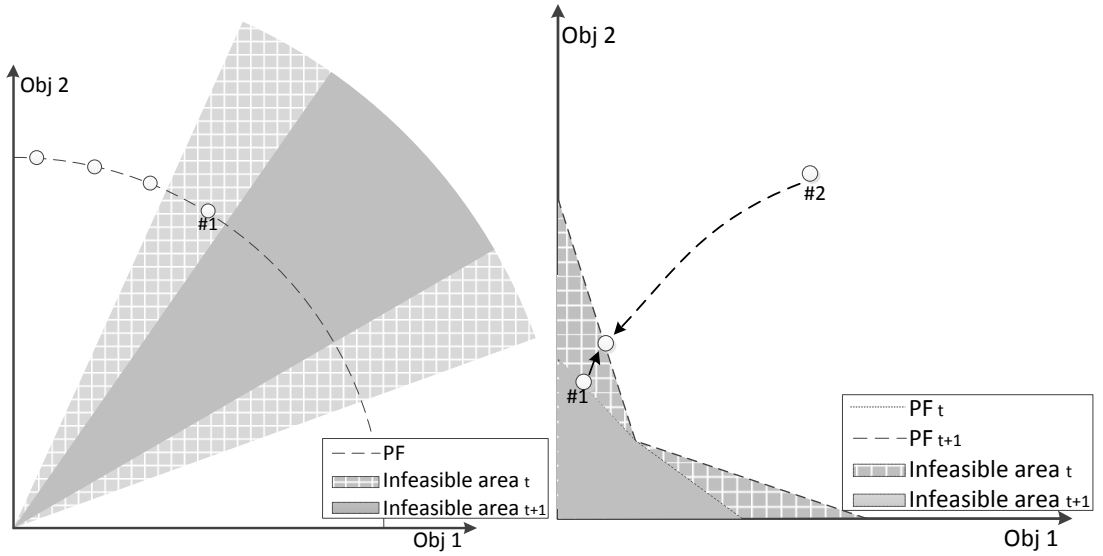 Obj 2
#1
PF
Infeasible area t
Infeasible area t+1
Obj 1
Obj 2
#2
#1
PF t
PF t+1
Infeasible area t
Infeasible area t+1
Obj 1